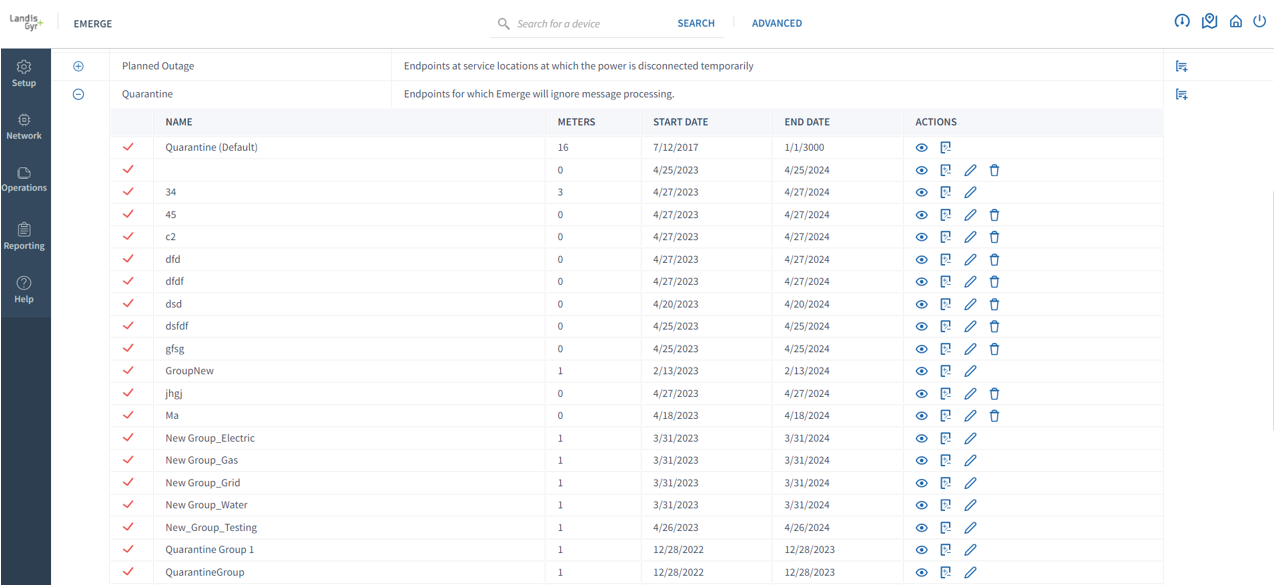 Landis+ Gyr EMERGE Search for a device SEARCH ADVANCED
Setup
Network
Operations
Reporting
Help
Planned Outage Endpoints at service locations at which the power is disconnected temporarily
Quarantine Endpoints for which Emerge will ignore message processing.
NAME METERS START DATE END DATE ACTIONS
Quarantine (Default) 16 7/12/2017 1/1/3000
0 4/25/2023 4/25/2024
34 3 4/27/2023 4/27/2024
45 0 4/27/2023 4/27/2024
c2 0 4/27/2023 4/27/2024
dfd 0 4/27/2023 4/27/2024
dfdf 0 4/27/2023 4/27/2024
dsd 0 4/20/2023 4/20/2024
dsfdf 0 4/25/2023 4/25/2024
gfsg 0 4/25/2023 4/25/2024
GroupNew 1 2/13/2023 2/13/2024
jhgj 0 4/27/2023 4/27/2024
Ma 0 4/18/2023 4/18/2024
New Group_Electric 1 3/31/2023 3/31/2024
New Group_Gas 1 3/31/2023 3/31/2024
New Group_Grid 1 3/31/2023 3/31/2024
New Group_Water 1 3/31/2023 3/31/2024
New_Group_Testing 1 4/26/2023 4/26/2024
Quarantine Group 1 1 12/28/2022 12/28/2023
QuarantineGroup 1 12/28/2022 12/28/2023